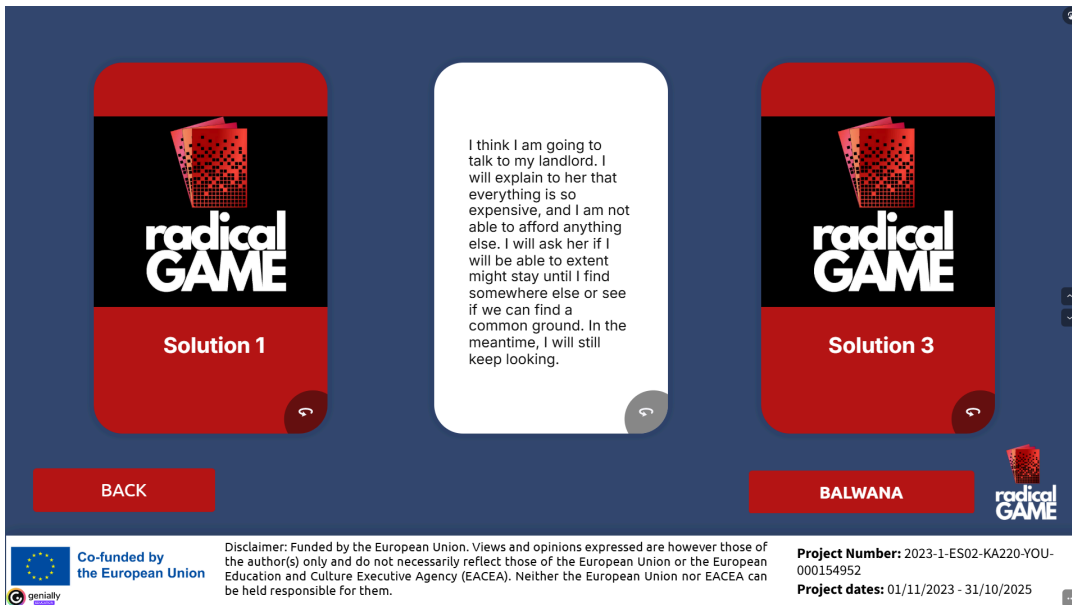 radical
GAME
Solution 1
I think I am going to
talk to my landlord. I
will explain to her that
everything is so
expensive, and I am not
able to afford anything
else. I will ask her if I
will be able to extent
might stay until I find
somewhere else or see
if we can find a
common ground. In the
meantime, I will still
keep looking.
radical
GAME
Solution 3
BACK
BALWANA
radical
GAME
Co-funded by
the European Union
genially
Disclaimer: Funded by the European Union. Views and opinions expressed are however those of
the author(s) only and do not necessarily reflect those of the European Union or the European
Education and Culture Executive Agency (EACEA). Neither the European Union nor EACEA can
be held responsible for them.
Project Number: 2023-1-ES02-KA220-YOU-
000154952
Project dates: 01/11/2023 - 31/10/2025